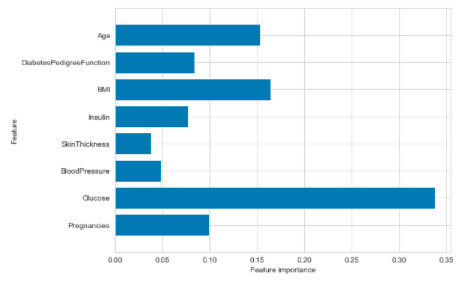 Age
DiabetesPedigreeFunction
BMI
Insulin
SkinThickness
BloodPressure
Glucose
Pregnancies
Feature
0.00 0.05 0.10 0.15 0.20 0.25 0.30 0.35
Feature importance